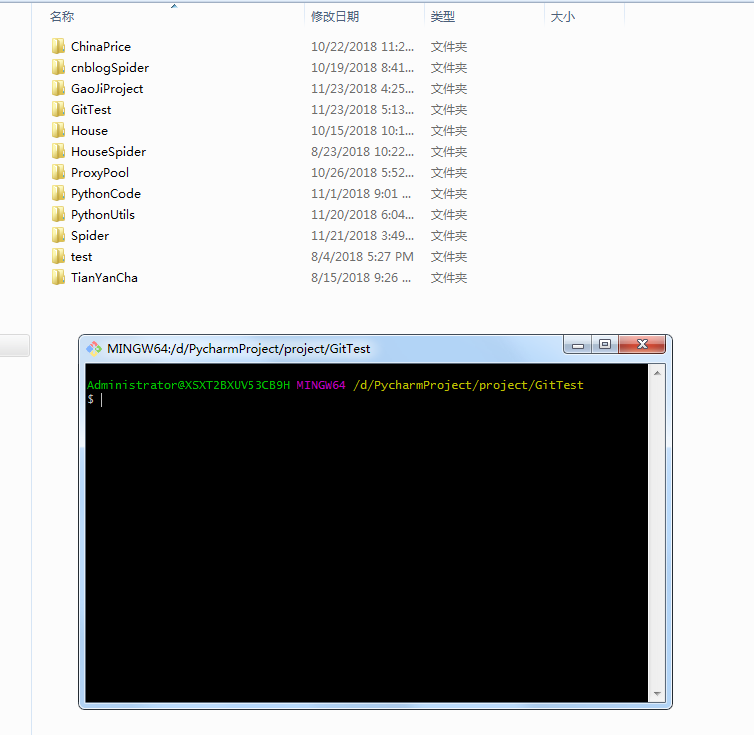 名称 修改日期 类型 大小
ChinaPrice 10/22/2018 11:2... 文件夹
cnblogSpider 10/19/2018 8:41... 文件夹
GaoJiProject 11/23/2018 4:25... 文件夹
GitTest 11/23/2018 5:13... 文件夹
House 10/15/2018 10:1... 文件夹
HouseSpider 8/23/2018 10:22... 文件夹
ProxyPool 10/26/2018 5:52... 文件夹
PythonCode 11/1/2018 9:01 ... 文件夹
PythonUtils 11/20/2018 6:04... 文件夹
Spider 11/21/2018 3:49... 文件夹
test 8/4/2018 5:27 PM 文件夹
TianYanCha 8/15/2018 9:26 ... 文件夹
MINGW64:/d/PycharmProject/project/GitTest
Administrator@XSXT2BXUV53CB9H MINGW64 /d/PycharmProject/project/GitTest
$